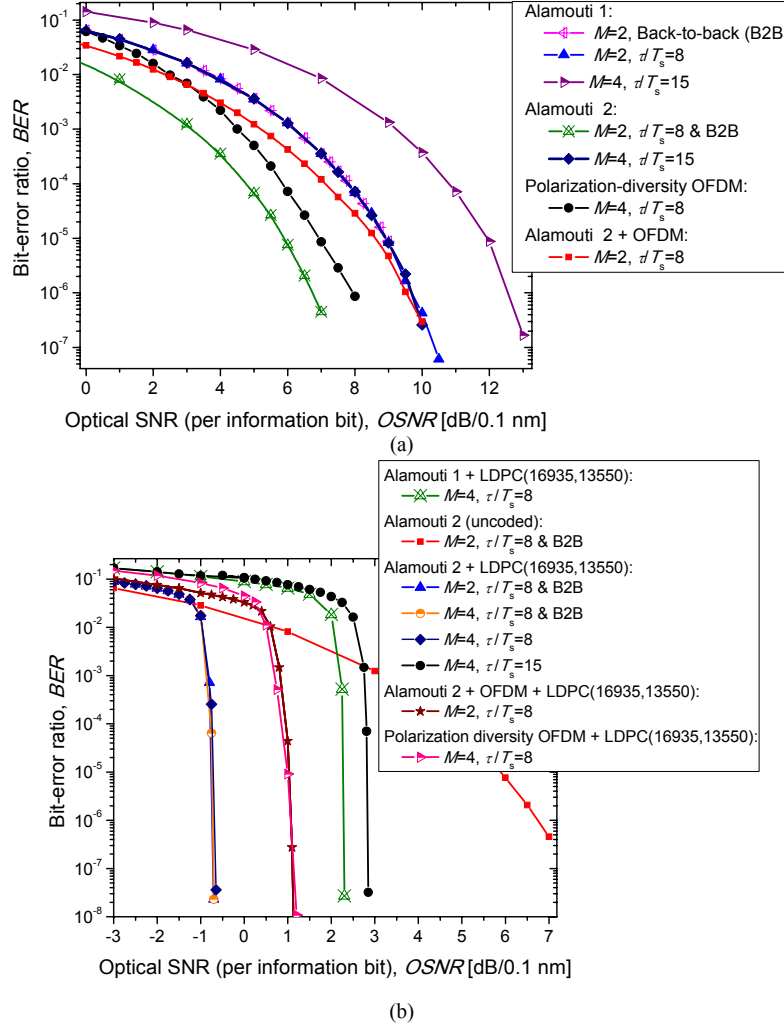 Alamouti 1:
M=2, Back-to-back (B2B
M=2, τ/Tₛ=8
M=4, τ/Tₛ=15
Alamouti 2:
M=2, τ/Tₛ=8 & B2B
M=4, τ/Tₛ=15
Polarization-diversity OFDM:
M=4, τ/Tₛ=8
Alamouti 2 + OFDM:
M=2, τ/Tₛ=8
Bit-error ratio, BER
10⁻¹
10⁻²
10⁻³
10⁻⁴
10⁻⁵
10⁻⁶
10⁻⁷
0 2 4 6 8 10 12
Optical SNR (per information bit), OSNR [dB/0.1 nm]
(a)
Alamouti 1 + LDPC(16935,13550):
M=4, τ/Tₛ=8
Alamouti 2 (uncoded):
M=2, τ/Tₛ=8 & B2B
Alamouti 2 + LDPC(16935,13550):
M=2, τ/Tₛ=8 & B2B
M=4, τ/Tₛ=8 & B2B
M=4, τ/Tₛ=8
M=4, τ/Tₛ=15
Alamouti 2 + OFDM + LDPC(16935,13550):
M=2, τ/Tₛ=8
Polarization diversity OFDM + LDPC(16935,13550):
M=4, τ/Tₛ=8
Bit-error ratio, BER
10⁻¹
10⁻²
10⁻³
10⁻⁴
10⁻⁵
10⁻⁶
10⁻⁷
10⁻⁸
-3 -2 -1 0 1 2 3 4 5 6 7
Optical SNR (per information bit), OSNR [dB/0.1 nm]
(b)